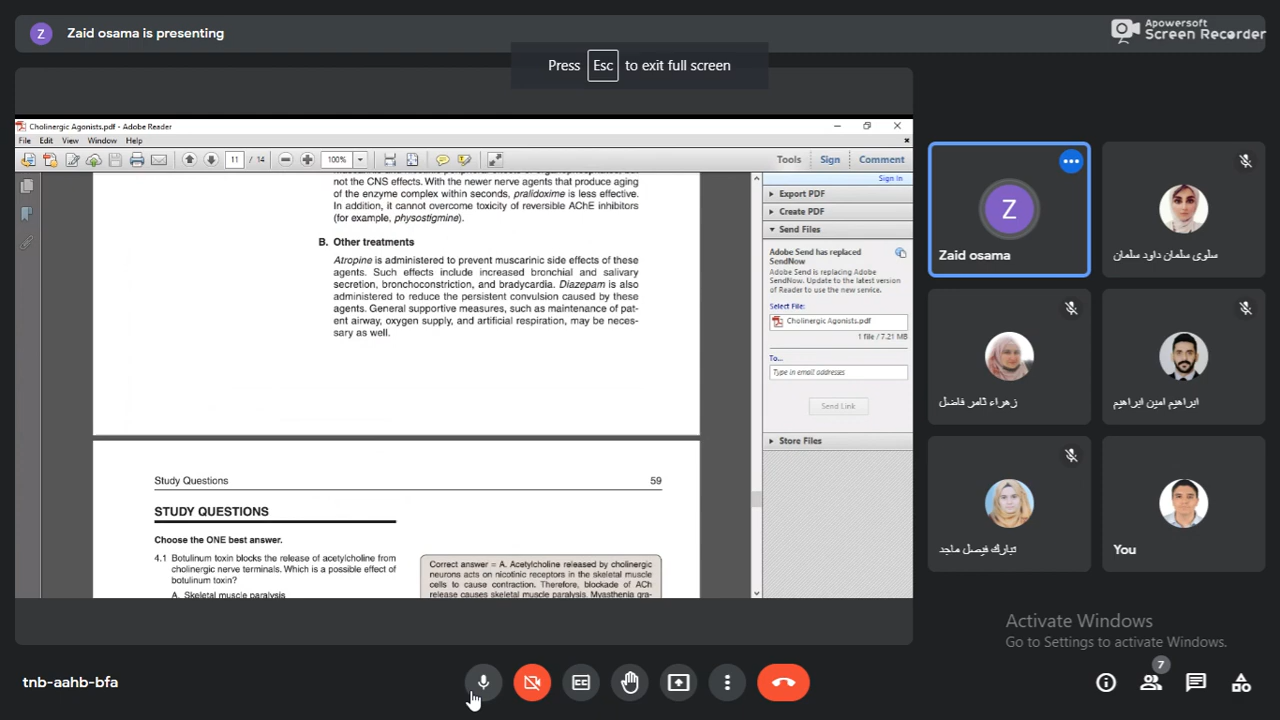 Z
Zaid osama is presenting
Apowersoft
Screen Recorder
Press Esc to exit full screen
Cholinergic Agonists.pdf - Adobe Reader
File Edit View Window Help
11 / 14 100% Tools Sign Comment
Sign In
not the CNS effects. With the newer nerve agents that produce aging
of the enzyme complex within seconds, pralidoxime is less effective.
In addition, it cannot overcome toxicity of reversible AChE inhibitors
(for example, physostigmine).
B. Other treatments
Atropine is administered to prevent muscarinic side effects of these
agents. Such effects include increased bronchial and salivary
secretion, bronchoconstriction, and bradycardia. Diazepam is also
administered to reduce the persistent convulsion caused by these
agents. General supportive measures, such as maintenance of pat-
ent airway, oxygen supply, and artificial respiration, may be neces-
sary as well.
Study Questions 59
STUDY QUESTIONS
Choose the ONE best answer.
4.1 Botulinum toxin blocks the release of acetylcholine from
cholinergic nerve terminals. Which is a possible effect of
botulinum toxin?
A. Skeletal muscle paralysis
Correct answer = A. Acetylcholine released by cholinergic
neurons acts on nicotinic receptors in the skeletal muscle
cells to cause contraction. Therefore, blockade of ACh
release causes skeletal muscle paralysis. Myasthenia gra-
Export PDF
Create PDF
Send Files
Adobe Send has replaced
SendNow
Adobe Send is replacing Adobe
SendNow. Update to the latest version
of Reader to use the new service.
Select File:
Cholinergic Agonists.pdf
1 file / 7.21 MB
To...
Type in email addresses
Send Link
Store Files
Z
Zaid osama
سلوى سلمان داود سلمان
زهراء ثامر فاضل
ابراهيم امين ابراهيم
تبارك فيصل ماجد
You
Activate Windows
Go to Settings to activate Windows.
tnb-aahb-bfa
CC
7